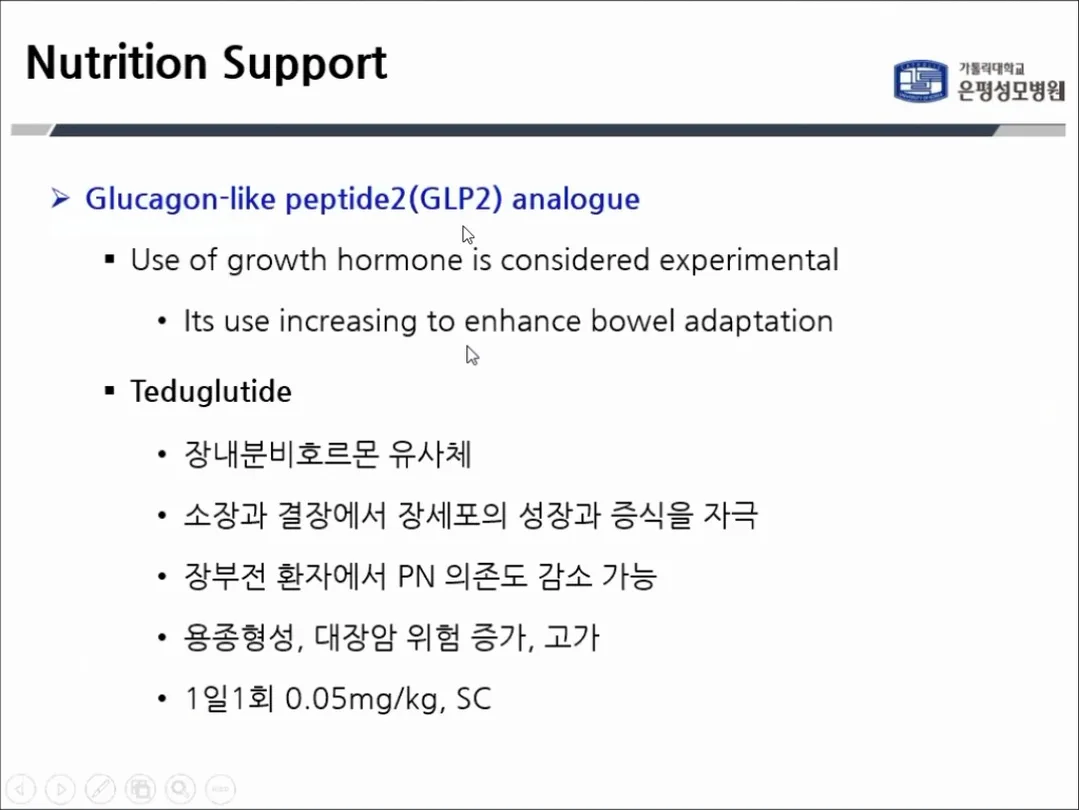 Nutrition Support
가톨릭대학교
은평성모병원
➢ Glucagon-like peptide2(GLP2) analogue
▪ Use of growth hormone is considered experimental
• Its use increasing to enhance bowel adaptation
▪ Teduglutide
• 장내분비호르몬 유사체
• 소장과 결장에서 장세포의 성장과 증식을 자극
• 장부전 환자에서 PN 의존도 감소 가능
• 용종형성, 대장암 위험 증가, 고가
• 1일1회 0.05mg/kg, SC